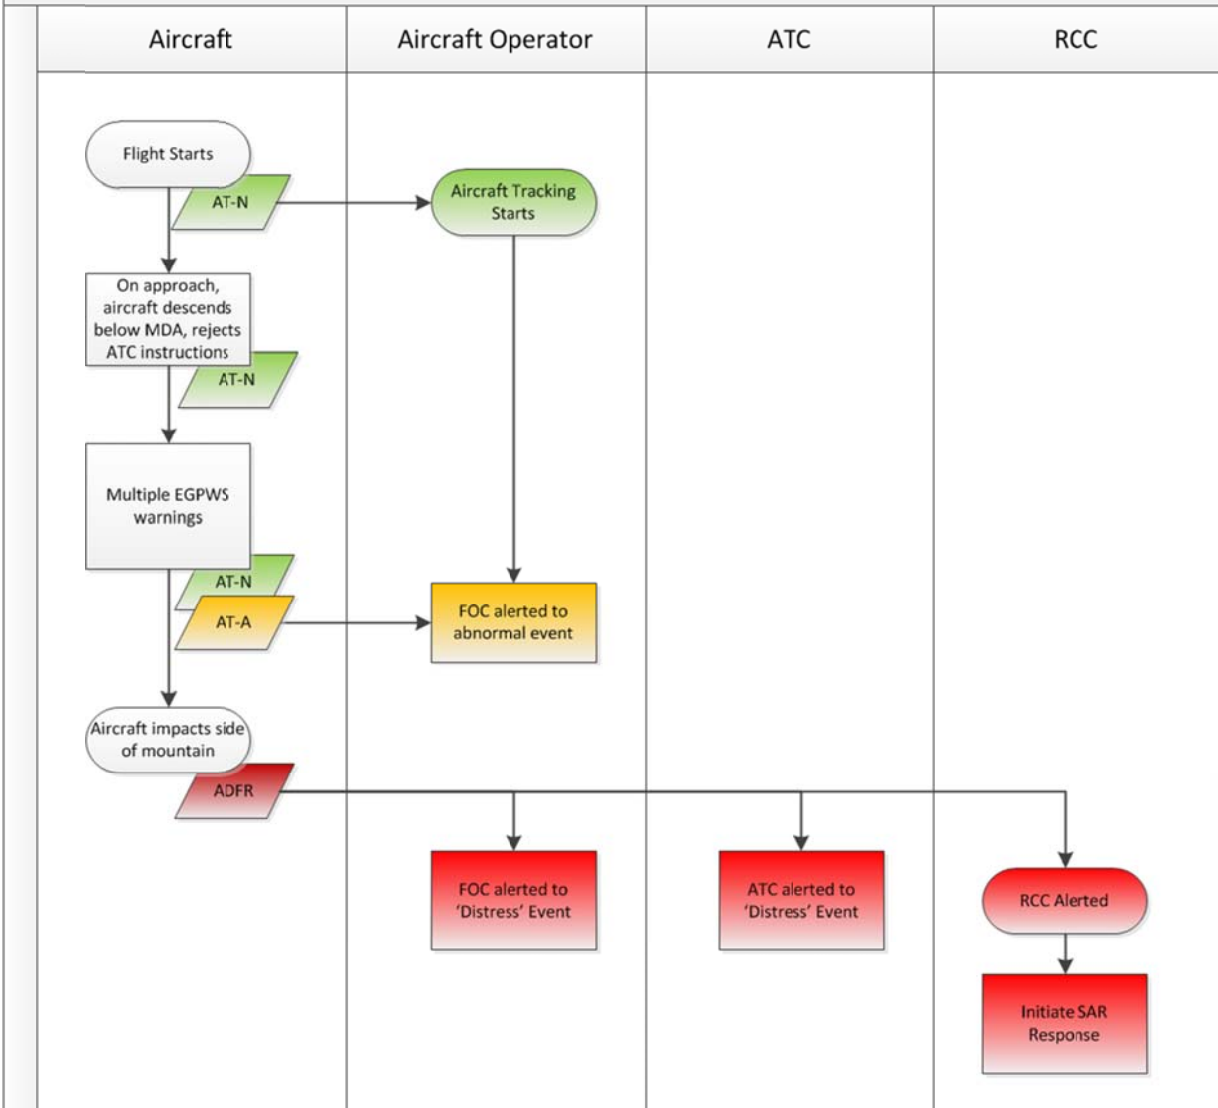 Aircraft
Aircraft Operator
ATC
RCC
Flight Starts
AT-N
Aircraft Tracking
Starts
On approach,
aircraft descends
below MDA, rejects
ATC instructions
AT-N
Multiple EGPWS
warnings
AT-N
AT-A
FOC alerted to
abnormal event
Aircraft impacts side
of mountain
ADFR
FOC alerted to
‘Distress’ Event
ATC alerted to
‘Distress’ Event
RCC Alerted
Initiate SAR
Response